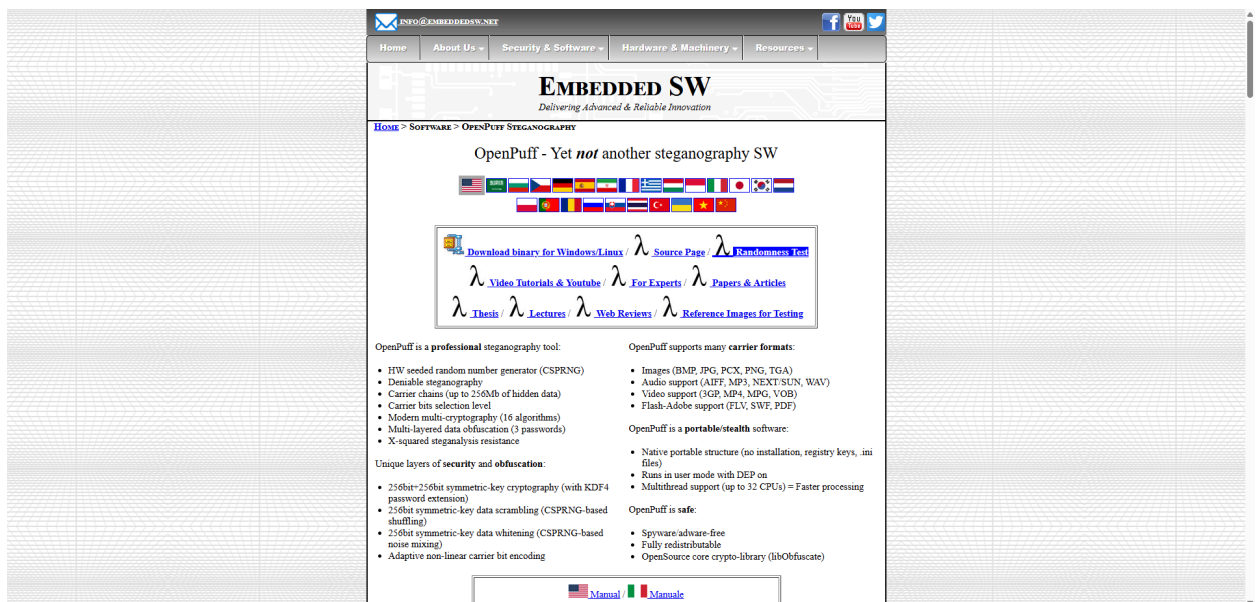 INFO@EMBEDDEDSW.NET
You Tube
Home About Us Security & Software Hardware & Machinery Resources
EMBEDDED SW
Delivering Advanced & Reliable Innovation
HOME > SOFTWARE > OPENPUFF STEGANOGRAPHY
OpenPuff - Yet not another steganography SW
λ Download binary for Windows/Linux / λ Source Page / λ Randomness Test
λ Video Tutorials & Youtube / λ For Experts / λ Papers & Articles
λ Thesis / λ Lectures / λ Web Reviews / λ Reference Images for Testing
OpenPuff is a professional steganography tool:
• HW seeded random number generator (CSPRNG)
• Deniable steganography
• Carrier chains (up to 256Mb of hidden data)
• Carrier bits selection level
• Modern multi-cryptography (16 algorithms)
• Multi-layered data obfuscation (3 passwords)
• X-squared steganalysis resistance
Unique layers of security and obfuscation:
• 256bit+256bit symmetric-key cryptography (with KDF4
password extension)
• 256bit symmetric-key data scrambling (CSPRNG-based
shuffling)
• 256bit symmetric-key data whitening (CSPRNG-based
noise mixing)
• Adaptive non-linear carrier bit encoding
OpenPuff supports many carrier formats:
• Images (BMP, JPG, PCX, PNG, TGA)
• Audio support (AIFF, MP3, NEXT/SUN, WAV)
• Video support (3GP, MP4, MPG, VOB)
• Flash-Adobe support (FLV, SWF, PDF)
OpenPuff is a portable/stealth software:
• Native portable structure (no installation, registry keys, .ini
files)
• Runs in user mode with DEP on
• Multithread support (up to 32 CPUs) = Faster processing
OpenPuff is safe:
• Spyware/adware-free
• Fully redistributable
• OpenSource core crypto-library (libObfuscate)
Manual / Manuale